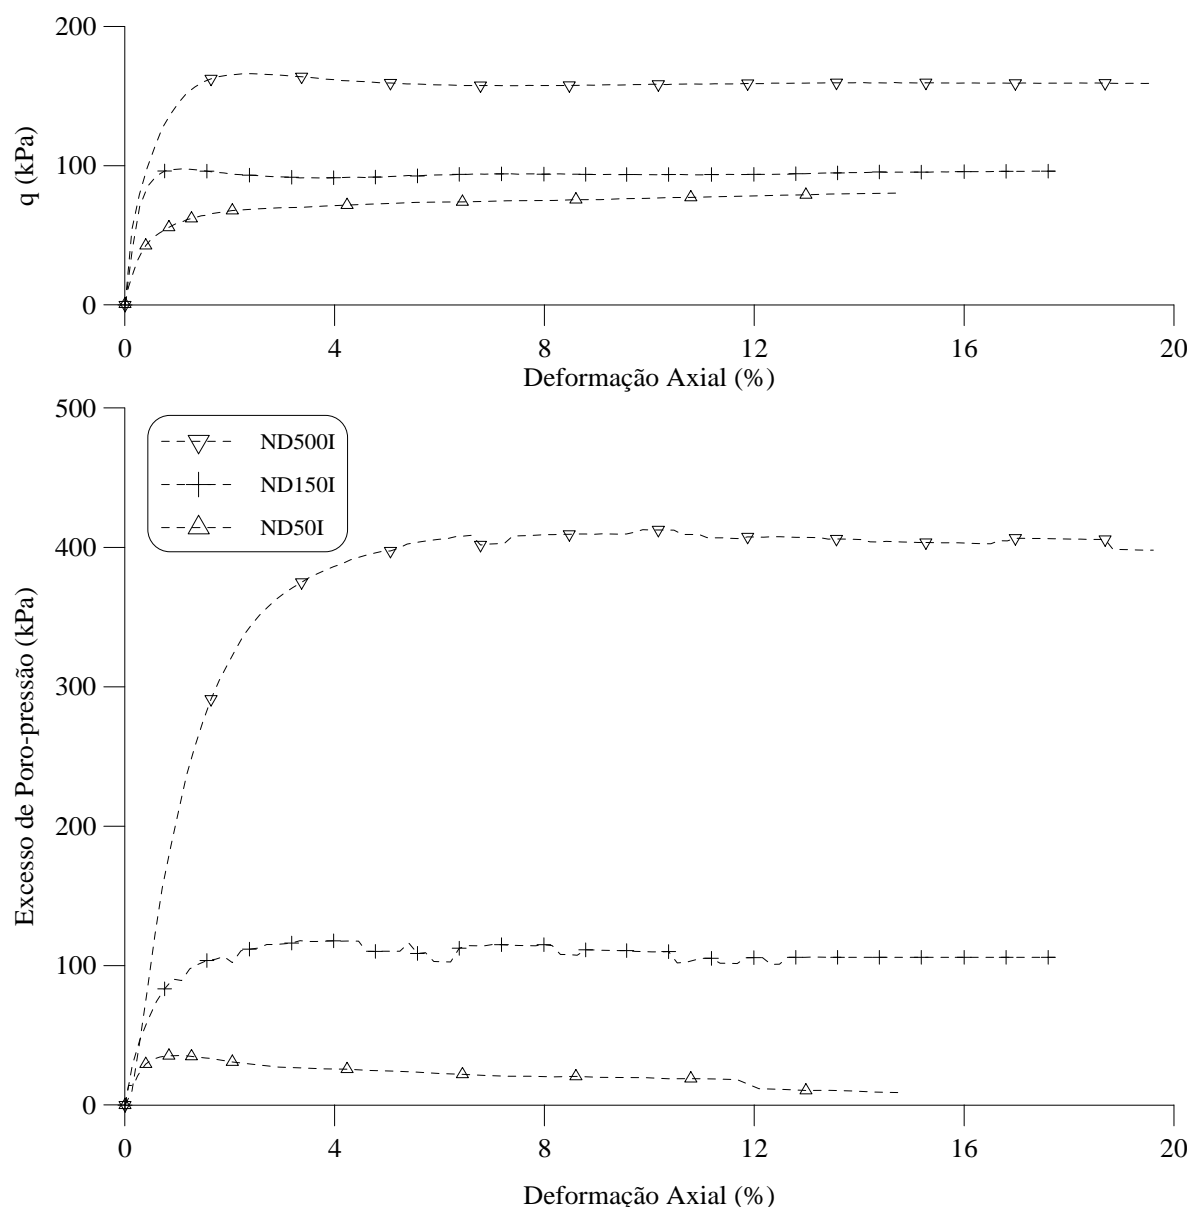 200
100
0
q (kPa)
0 4 8 12 16 20
Deformação Axial (%)
500
400
300
200
100
0
Excesso de Poro-pressão (kPa)
ND500I
ND150I
ND50I
0 4 8 12 16 20
Deformação Axial (%)